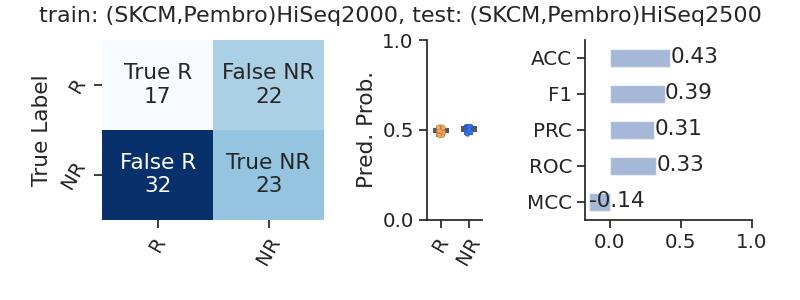 train: (SKCM,Pembro)HiSeq2000, test: (SKCM,Pembro)HiSeq2500
True Label
R
NR
True R
17
False NR
22
False R
32
True NR
23
R
NR
Pred. Prob.
1.0
0.5
0.0
R
NR
ACC
0.43
F1
0.39
PRC
0.31
ROC
0.33
MCC
-0.14
0.0
0.5
1.0